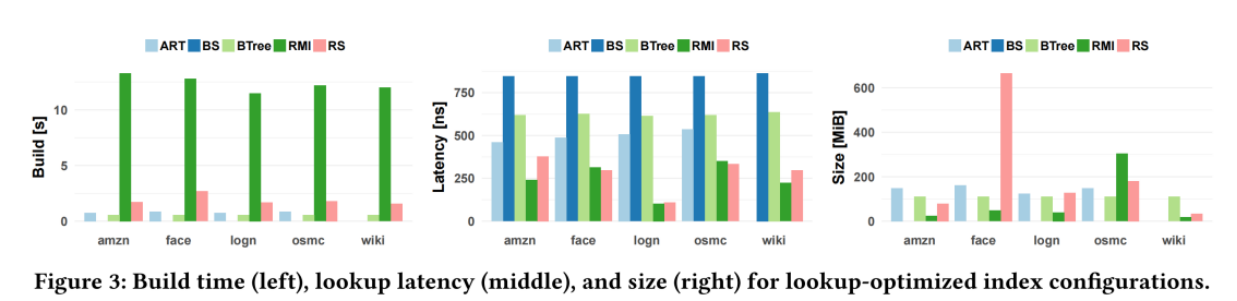 ART BS BTree RMI RS
Build [s]
10
5
0
amzn face logn osmc wiki
ART BS BTree RMI RS
Latency [ns]
750
500
250
0
amzn face logn osmc wiki
ART BS BTree RMI RS
Size [MiB]
600
400
200
0
amzn face logn osmc wiki
Figure 3: Build time (left), lookup latency (middle), and size (right) for lookup-optimized index configurations.